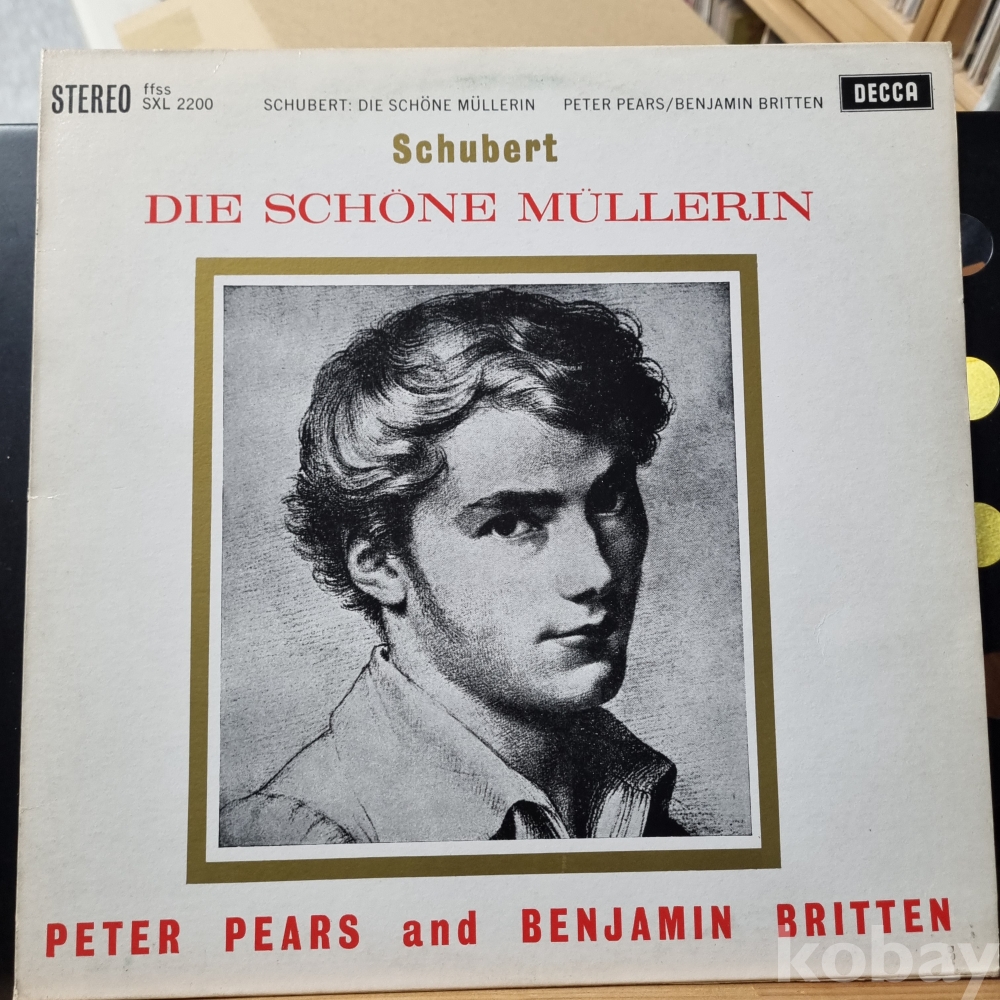 STEREO ffss SXL 2200 SCHUBERT: DIE SCHÖNE MÜLLERIN PETER PEARS/BENJAMIN BRITTEN DECCA
Schubert
DIE SCHÖNE MÜLLERIN
PETER PEARS and BENJAMIN BRITTEN
kobay